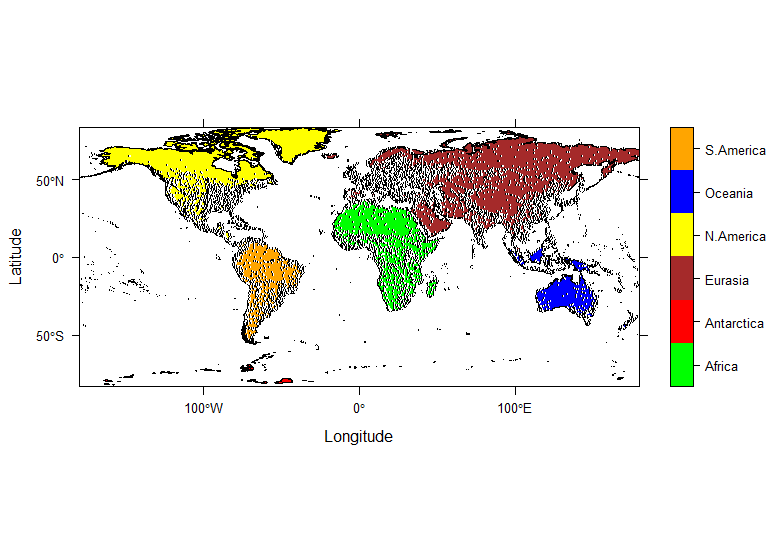 S.America
Oceania
N.America
Eurasia
Antarctica
Africa
50°N
0°
50°S
Latitude
100°W
0°
100°E
Longitude